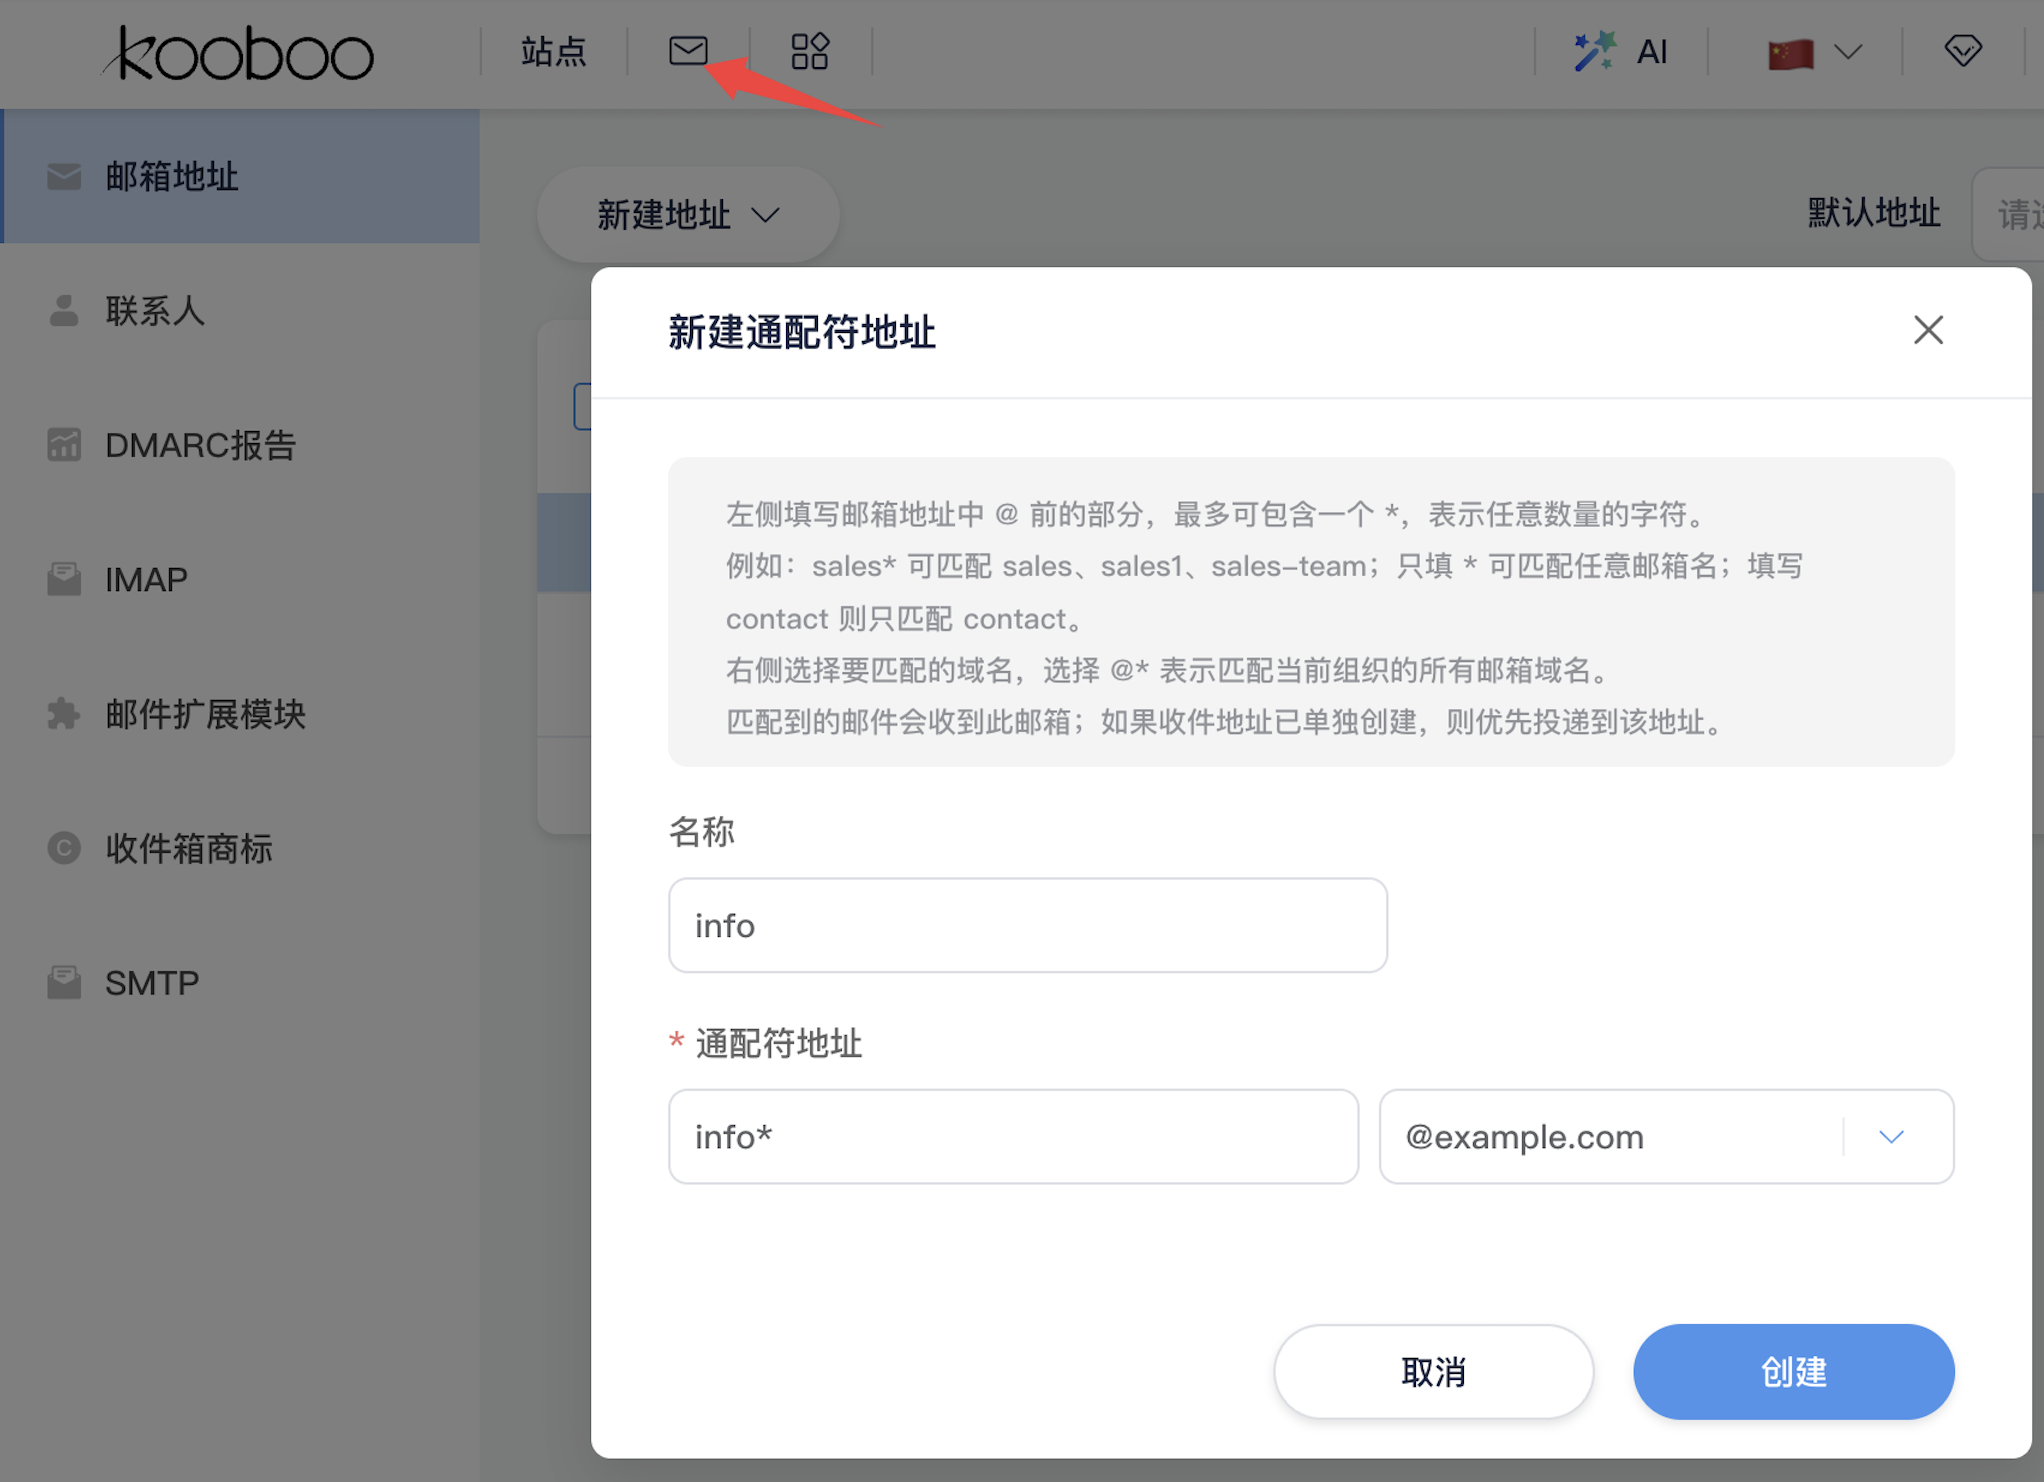 kooboo
站点
AI
邮箱地址
新建地址
默认地址
联系人
新建通配符地址
DMARC报告
左侧填写邮箱地址中 @ 前的部分，最多可包含一个 *，表示任意数量的字符。
例如：sales* 可匹配 sales、sales1、sales-team；只填 * 可匹配任意邮箱名；填写
contact 则只匹配 contact。
右侧选择要匹配的域名，选择 @* 表示匹配当前组织的所有邮箱域名。
匹配到的邮件会收到此邮箱；如果收件地址已单独创建，则优先投递到该地址。
IMAP
邮件扩展模块
收件箱商标
SMTP
名称
info
* 通配符地址
info*
@example.com
取消
创建